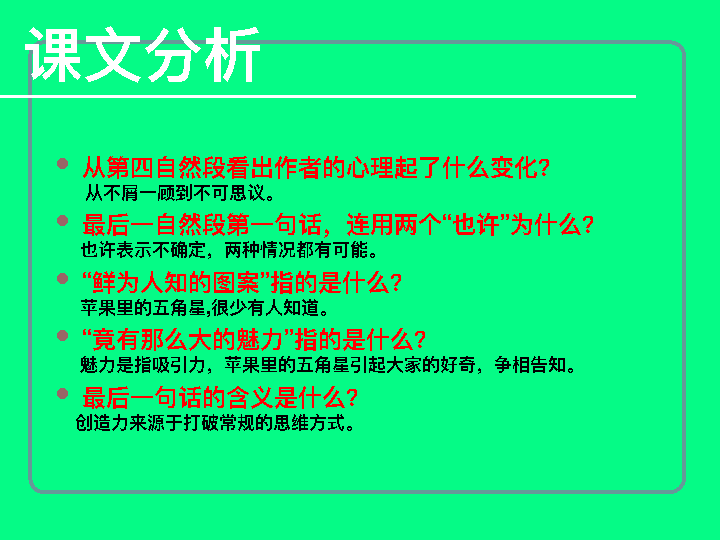 课文分析
从第四自然段看出作者的心理起了什么变化？
从不屑一顾到不可思议。
最后一自然段第一句话，连用两个“也许”为什么？
也许表示不确定，两种情况都有可能。
“鲜为人知的图案”指的是什么？
苹果里的五角星,很少有人知道。
“竟有那么大的魅力”指的是什么？
魅力是指吸引力，苹果里的五角星引起大家的好奇，争相告知。
最后一句话的含义是什么？
创造力来源于打破常规的思维方式。